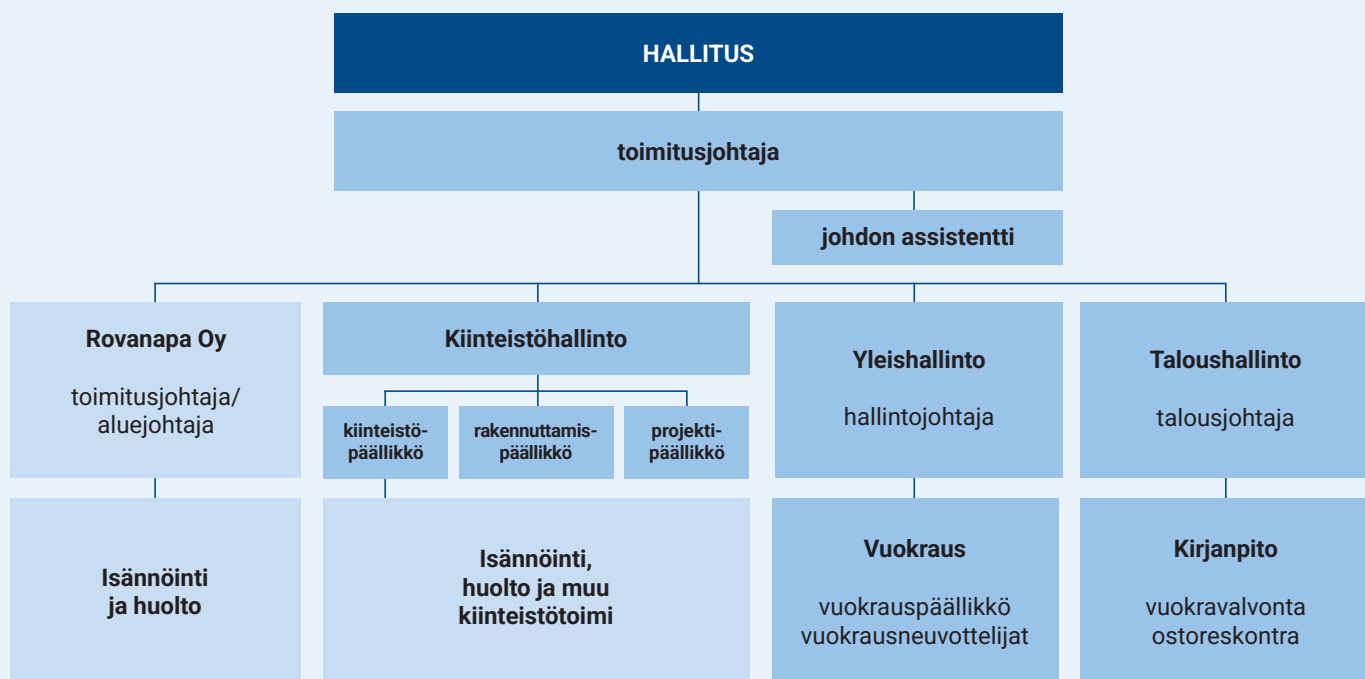 HALLITUS
toimitusjohtaja
johdon assistentti
Rovanapa Oy
toimitusjohtaja/
aluejohtaja
Kiinteistöhallinto
kiinteistö-
päällikkö
rakennuttamis-
päällikkö
projekti-
päällikkö
Yleishallinto
hallintojohtaja
Taloushallinto
talousjohtaja
Isännöinti
ja huolto
Isännöinti,
huolto ja muu
kiinteistötoimi
Vuokraus
vuokrauspäällikkö
vuokrausneuvottelijat
Kirjanpito
vuokravalvonta
ostoreskontra